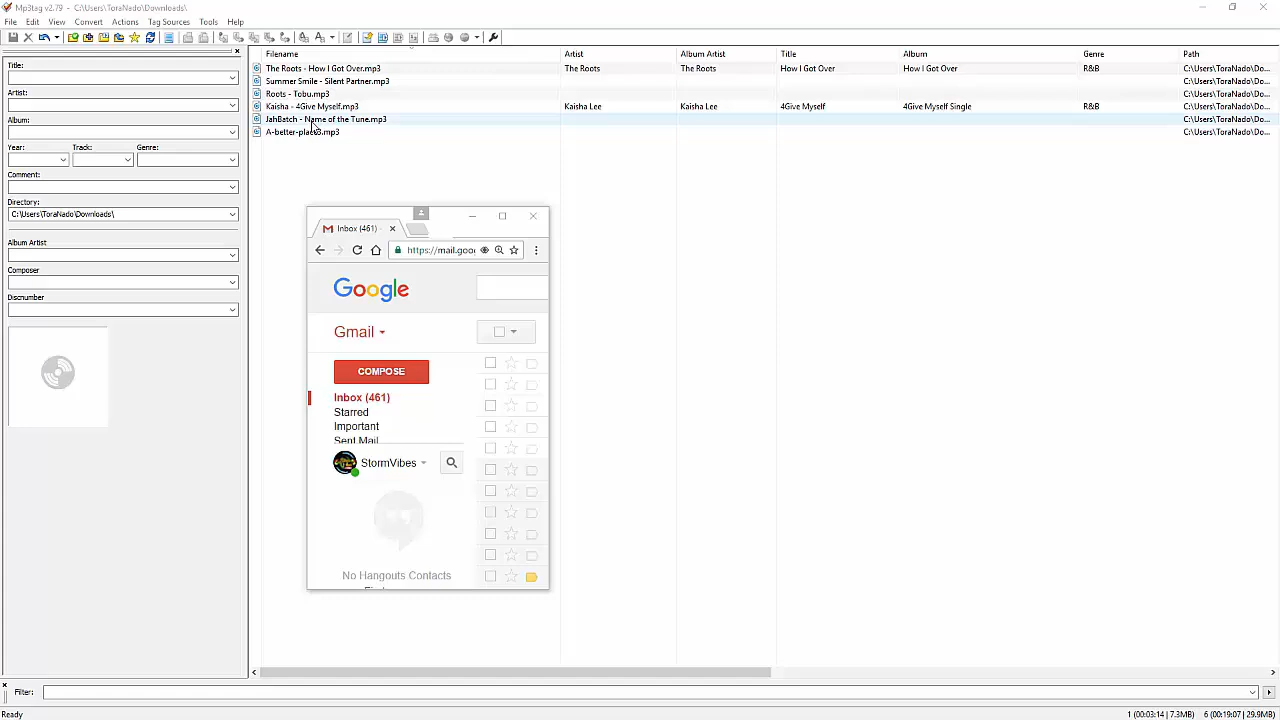 Mp3tag v2.79 - C:\Users\ToraNado\Downloads\
File Edit View Convert Actions Tag Sources Tools Help
Title:
Artist:
Album:
Year: Track: Genre:
Comment:
Directory:
C:\Users\ToraNado\Downloads\
Album Artist
Composer
Discnumber
Filename Artist Album Artist Title Album Genre Path
The Roots - How I Got Over.mp3 The Roots The Roots How I Got Over How I Got Over R&B C:\Users\ToraNado\Do...
Summer Smile - Silent Partner.mp3 C:\Users\ToraNado\Do...
Roots - Tobu.mp3 C:\Users\ToraNado\Do...
Kaisha - 4Give Myself.mp3 Kaisha Lee Kaisha Lee 4Give Myself 4Give Myself Single R&B C:\Users\ToraNado\Do...
JahBatch - Name of the Tune.mp3 C:\Users\ToraNado\Do...
A-better-place.mp3 C:\Users\ToraNado\Do...
Inbox (461)
https://mail.goo
Google
Gmail
COMPOSE
Inbox (461)
Starred
Important
Sent Mail
StormVibes
No Hangouts Contacts
Filter:
Ready 1 (00:03:14 | 7.3MB) 6 (00:19:07 | 29.9MB)